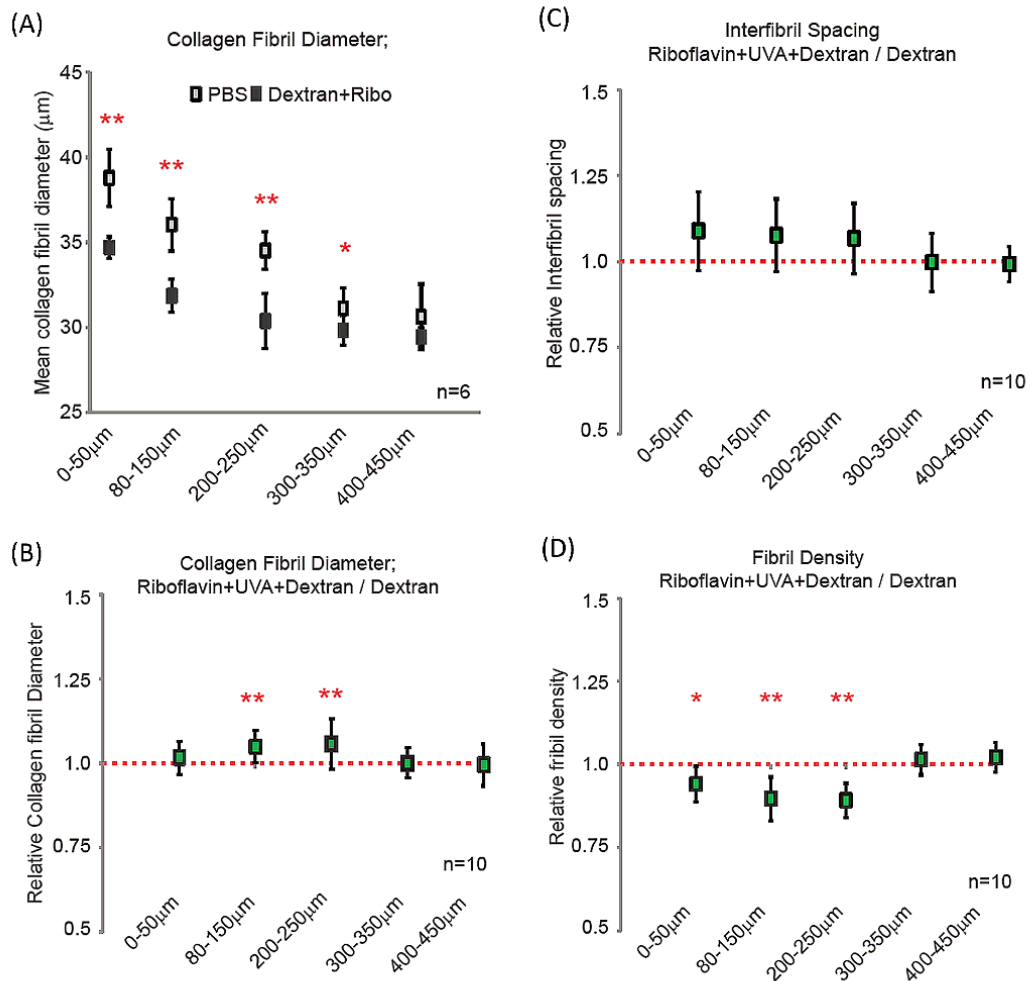 (A)
Collagen Fibril Diameter;
PBS Dextran+Ribo
Mean collagen fibril diameter (μm)
45
40
35
30
25
**
**
**
*
n=6
0-50μm
80-150μm
200-250μm
300-350μm
400-450μm
(B)
Collagen Fibril Diameter;
Riboflavin+UVA+Dextran / Dextran
Relative Collagen fibril Diameter
1.5
1.25
1.0
0.75
0.5
**
**
n=10
0-50μm
80-150μm
200-250μm
300-350μm
400-450μm
(C)
Interfibril Spacing
Riboflavin+UVA+Dextran / Dextran
Relative Interfibril spacing
1.5
1.25
1.0
0.75
0.5
n=10
0-50μm
80-150μm
200-250μm
300-350μm
400-450μm
(D)
Fibril Density
Riboflavin+UVA+Dextran / Dextran
Relative fribil density
1.5
1.25
1.0
0.75
0.5
*
**
**
n=10
0-50μm
80-150μm
200-250μm
300-350μm
400-450μm